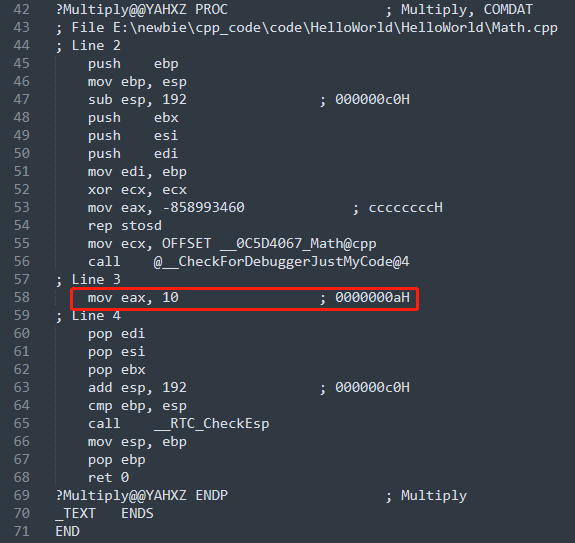 42 ?Multiply@@YAHXZ PROC ; Multiply, COMDAT
43 ; File E:\newbie\cpp_code\code\HelloWorld\HelloWorld\Math.cpp
44 ; Line 2
45 push ebp
46 mov ebp, esp
47 sub esp, 192 ; 000000c0H
48 push ebx
49 push esi
50 push edi
51 mov edi, ebp
52 xor ecx, ecx
53 mov eax, -858993460 ; ccccccccH
54 rep stosd
55 mov ecx, OFFSET __0C5D4067_Math@cpp
56 call @__CheckForDebuggerJustMyCode@4
57 ; Line 3
58 mov eax, 10 ; 0000000aH
59 ; Line 4
60 pop edi
61 pop esi
62 pop ebx
63 add esp, 192 ; 000000c0H
64 cmp ebp, esp
65 call __RTC_CheckEsp
66 mov esp, ebp
67 pop ebp
68 ret 0
69 ?Multiply@@YAHXZ ENDP ; Multiply
70 _TEXT ENDS
71 END